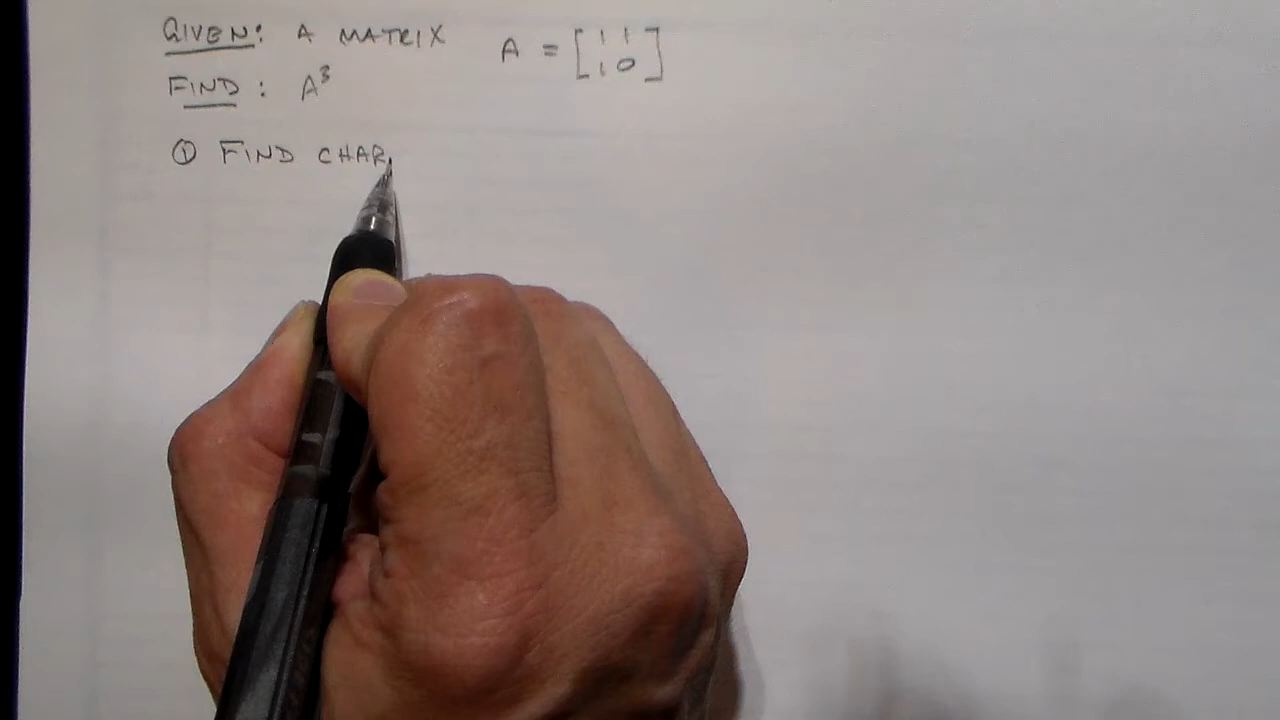 GIVEN: A MATRIX A = [1 1
1 0]
FIND: A³
① FIND CHAR.